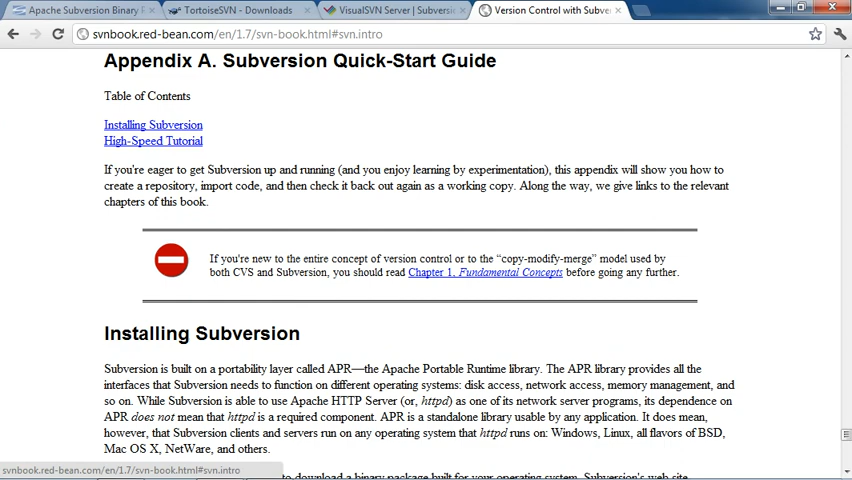 Apache Subversion Binary
TortoiseSVN - Downloads
VisualSVN Server | Subversi
Version Control with Subve
svnbook.red-bean.com/en/1.7/svn-book.html#svn.intro
Appendix A. Subversion Quick-Start Guide
Table of Contents
Installing Subversion
High-Speed Tutorial
If you're eager to get Subversion up and running (and you enjoy learning by experimentation), this appendix will show you how to
create a repository, import code, and then check it back out again as a working copy. Along the way, we give links to the relevant
chapters of this book.
If you're new to the entire concept of version control or to the “copy-modify-merge” model used by
both CVS and Subversion, you should read Chapter 1, Fundamental Concepts before going any further.
Installing Subversion
Subversion is built on a portability layer called APR—the Apache Portable Runtime library. The APR library provides all the
interfaces that Subversion needs to function on different operating systems: disk access, network access, memory management, and
so on. While Subversion is able to use Apache HTTP Server (or, httpd) as one of its network server programs, its dependence on
APR does not mean that httpd is a required component. APR is a standalone library usable by any application. It does mean,
however, that Subversion clients and servers run on any operating system that httpd runs on: Windows, Linux, all flavors of BSD,
Mac OS X, NetWare, and others.
to download a binary package built for your operating system. Subversion's web site
svnbook.red-bean.com/en/1.7/svn-book.html#svn.intro